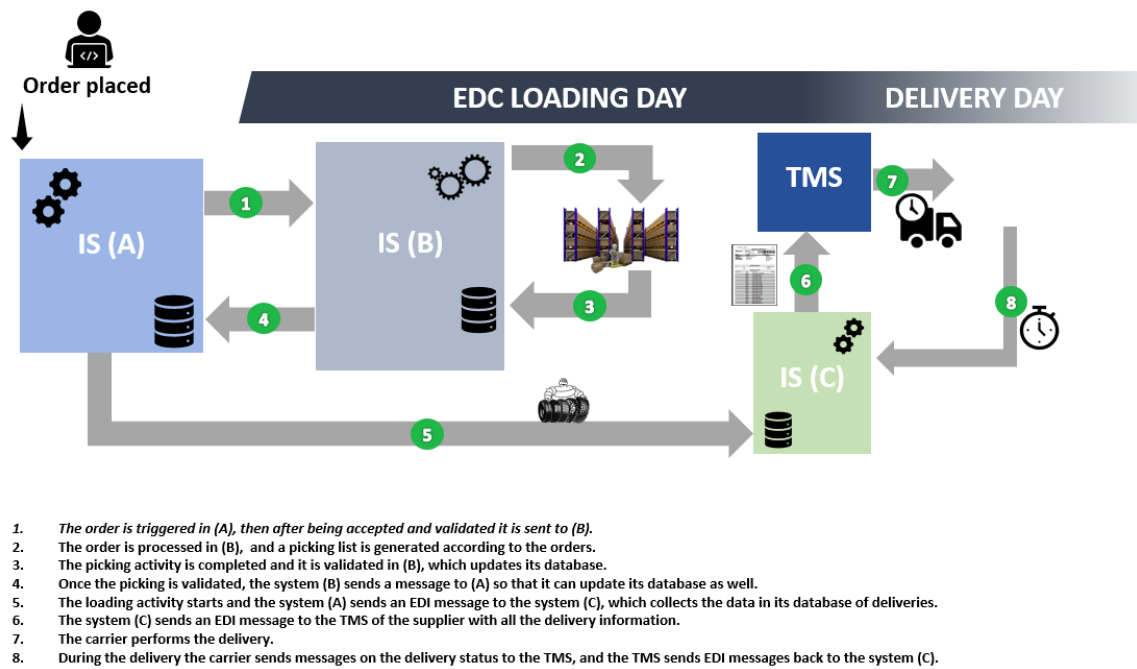 Order placed
EDC LOADING DAY
DELIVERY DAY
IS (A)
1
IS (B)
2
3
4
5
TMS
7
6
8
IS (C)
1. The order is triggered in (A), then after being accepted and validated it is sent to (B).
2. The order is processed in (B), and a picking list is generated according to the orders.
3. The picking activity is completed and it is validated in (B), which updates its database.
4. Once the picking is validated, the system (B) sends a message to (A) so that it can update its database as well.
5. The loading activity starts and the system (A) sends an EDI message to the system (C), which collects the data in its database of deliveries.
6. The system (C) sends an EDI message to the TMS of the supplier with all the delivery information.
7. The carrier performs the delivery.
8. During the delivery the carrier sends messages on the delivery status to the TMS, and the TMS sends EDI messages back to the system (C).